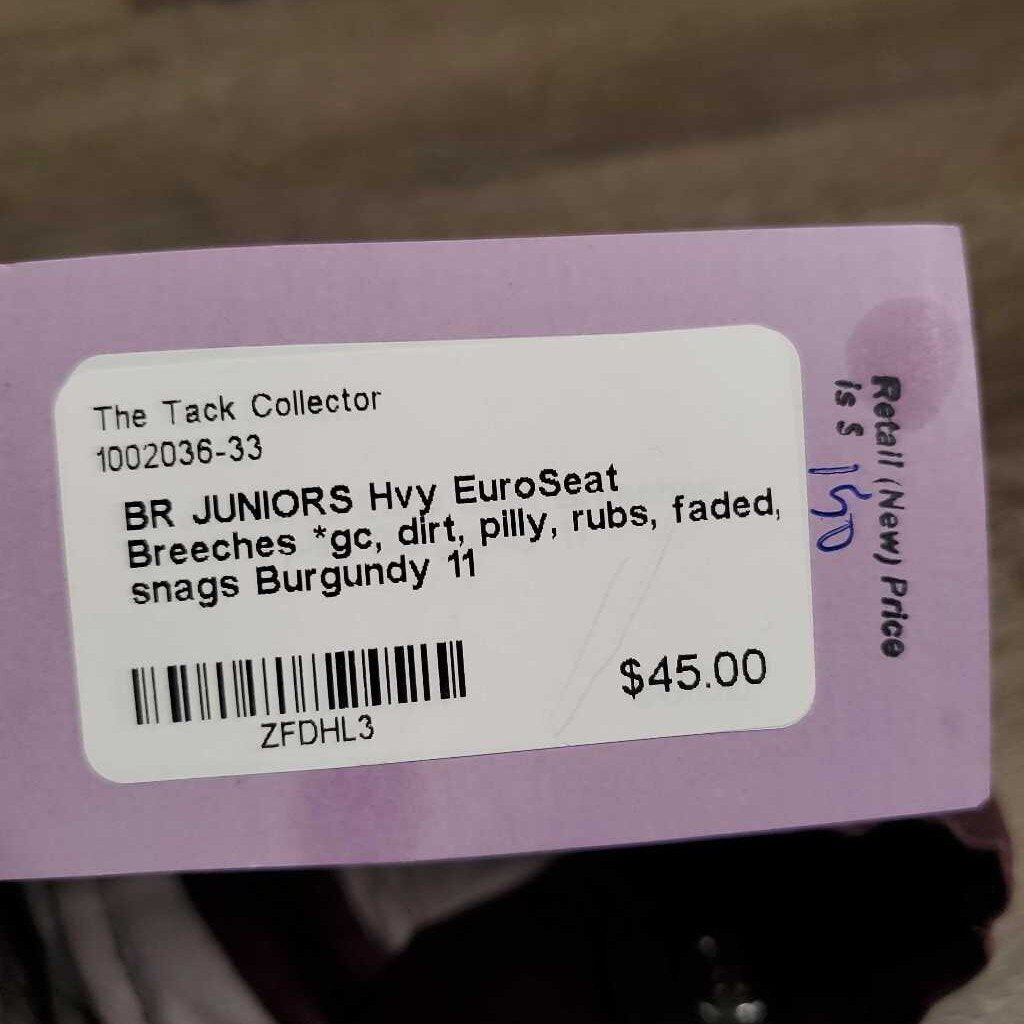 The Tack Collector
1002036-33
BR JUNIORS Hvy EuroSeat
Breeches *gc, dirt, pilly, rubs, faded,
snags Burgundy 11
ZFDHL3
$45.00
Retail (New) Price
is $ 150